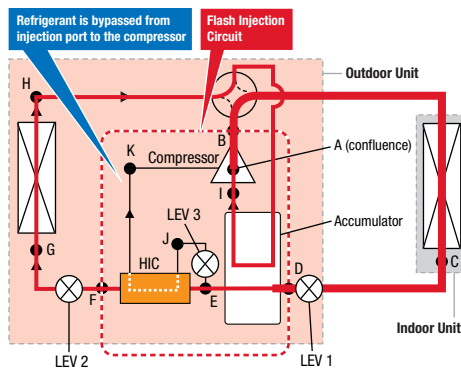 Refrigerant is bypassed from
injection port to the compressor
Flash Injection
Circuit
Outdoor Unit
H
B
A (confluence)
K
Compressor
I
LEV 3
J
Accumulator
G
HIC
C
D
F
E
LEV 2
LEV 1
Indoor Unit